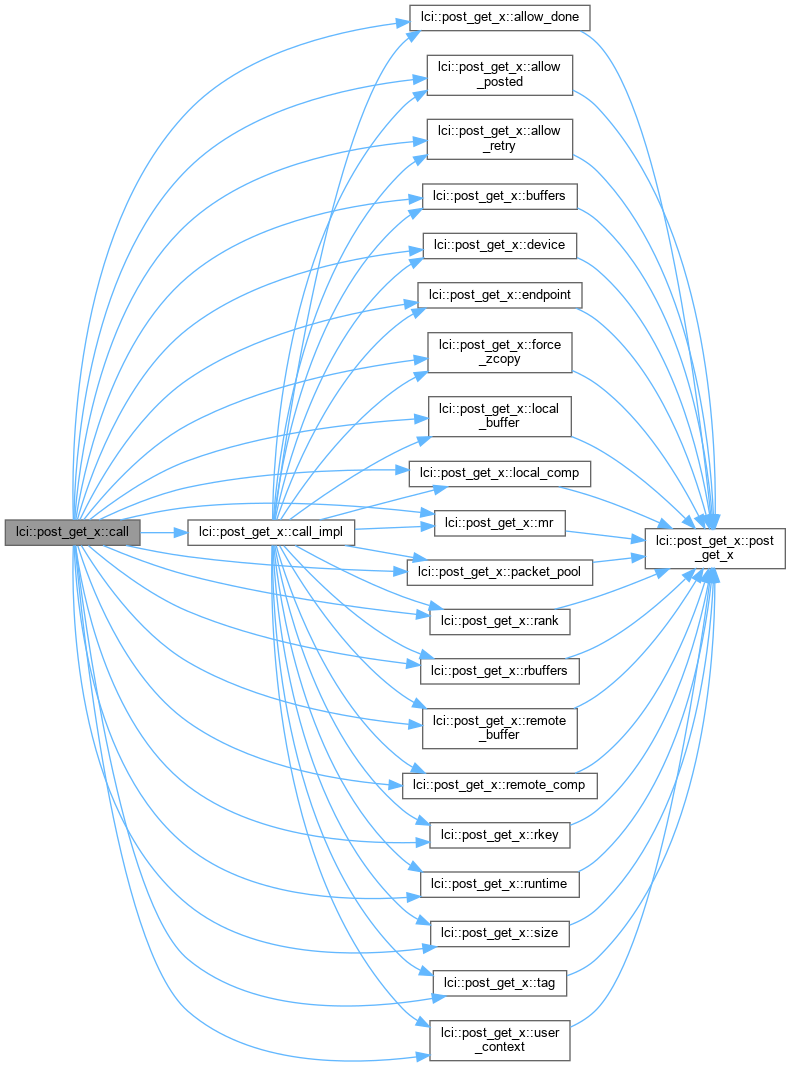 lci::post_get_x::call
lci::post_get_x::call_impl
lci::post_get_x::allow_done
lci::post_get_x::allow
_posted
lci::post_get_x::allow
_retry
lci::post_get_x::buffers
lci::post_get_x::device
lci::post_get_x::endpoint
lci::post_get_x::force
_zcopy
lci::post_get_x::local
_buffer
lci::post_get_x::local_comp
lci::post_get_x::mr
lci::post_get_x::packet_pool
lci::post_get_x::rank
lci::post_get_x::rbuffers
lci::post_get_x::remote
_buffer
lci::post_get_x::remote_comp
lci::post_get_x::rkey
lci::post_get_x::runtime
lci::post_get_x::size
lci::post_get_x::tag
lci::post_get_x::user
_context
lci::post_get_x::post
_get_x